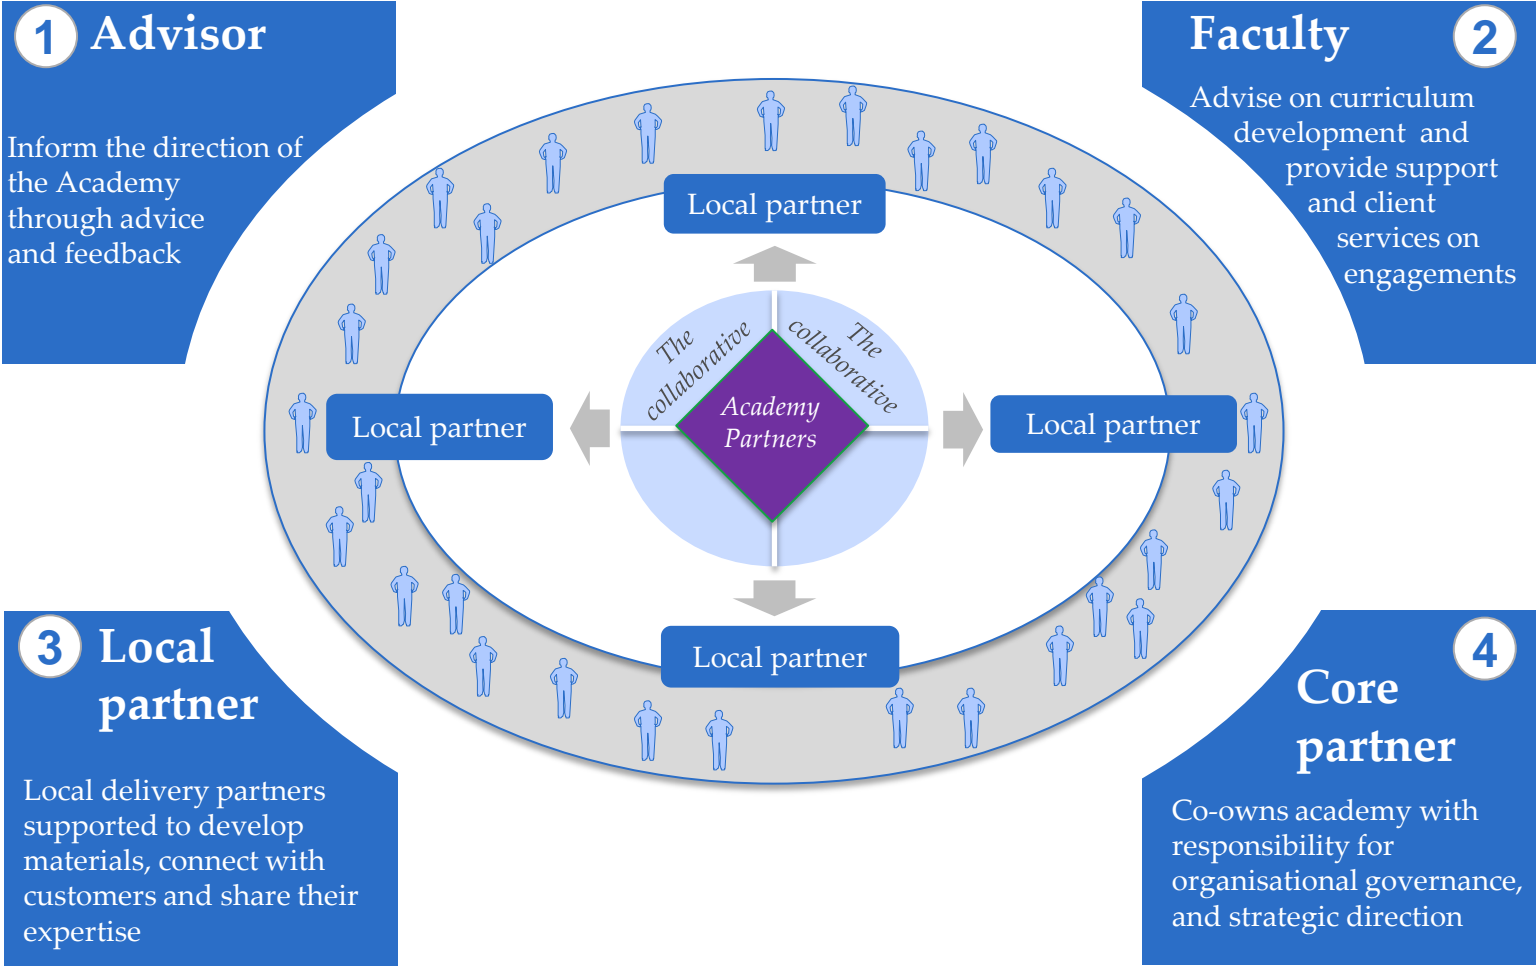 1 Advisor
Inform the direction of
the Academy
through advice
and feedback
Faculty 2
Advise on curriculum
development and
provide support
and client
services on
engagements
Local partner
The
collaborative
The
collaborative
Academy
Partners
Local partner
Local partner
Local partner
3 Local
partner
Local delivery partners
supported to develop
materials, connect with
customers and share their
expertise
4
Core
partner
Co-owns academy with
responsibility for
organisational governance,
and strategic direction